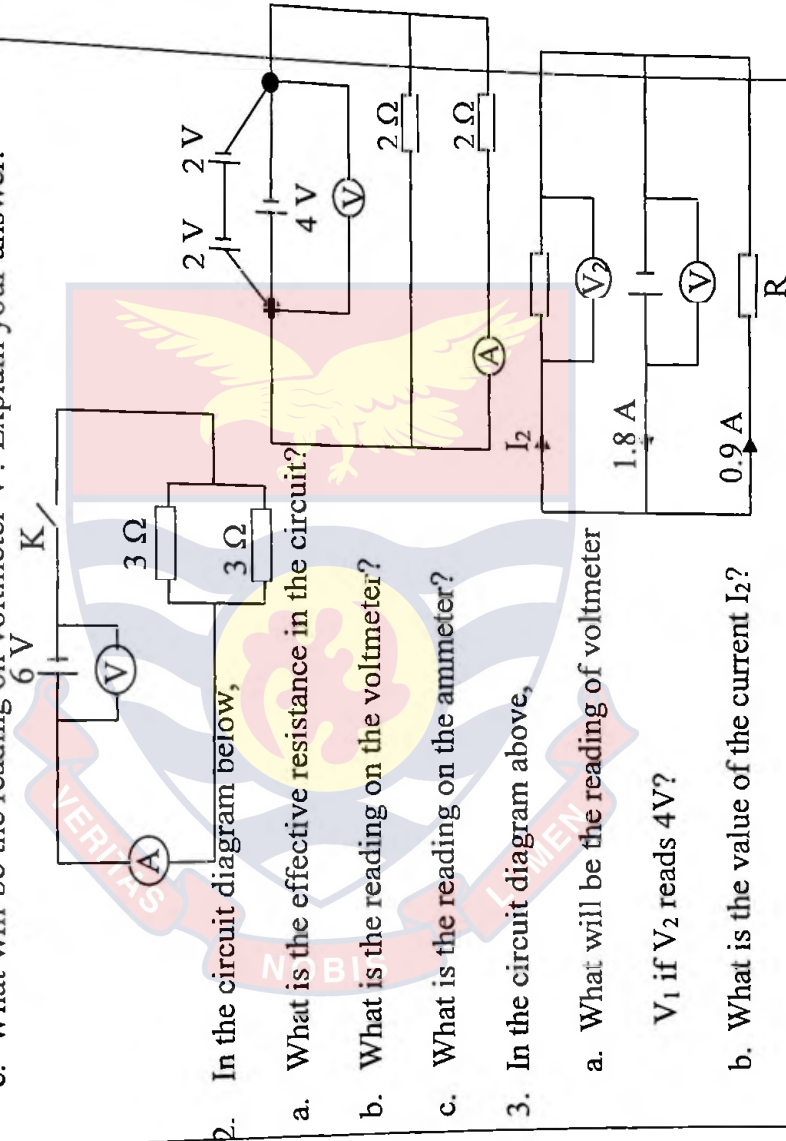 c. What will be the reading on voltmeter V? Explain your answer.
6 V
K
V
A
3 Ω
3 Ω
2. In the circuit diagram below,
a. What is the effective resistance in the circuit?
b. What is the reading on the voltmeter?
c. What is the reading on the ammeter?
2 V
2 V
4 V
V
2 Ω
2 Ω
A
3. In the circuit diagram above,
a. What will be the reading of voltmeter
V₁ if V₂ reads 4V?
b. What is the value of the current I₂?
I₂
V₂
1.8 A
V
0.9 A
R
VERITAS
NOBIS
LUMEN